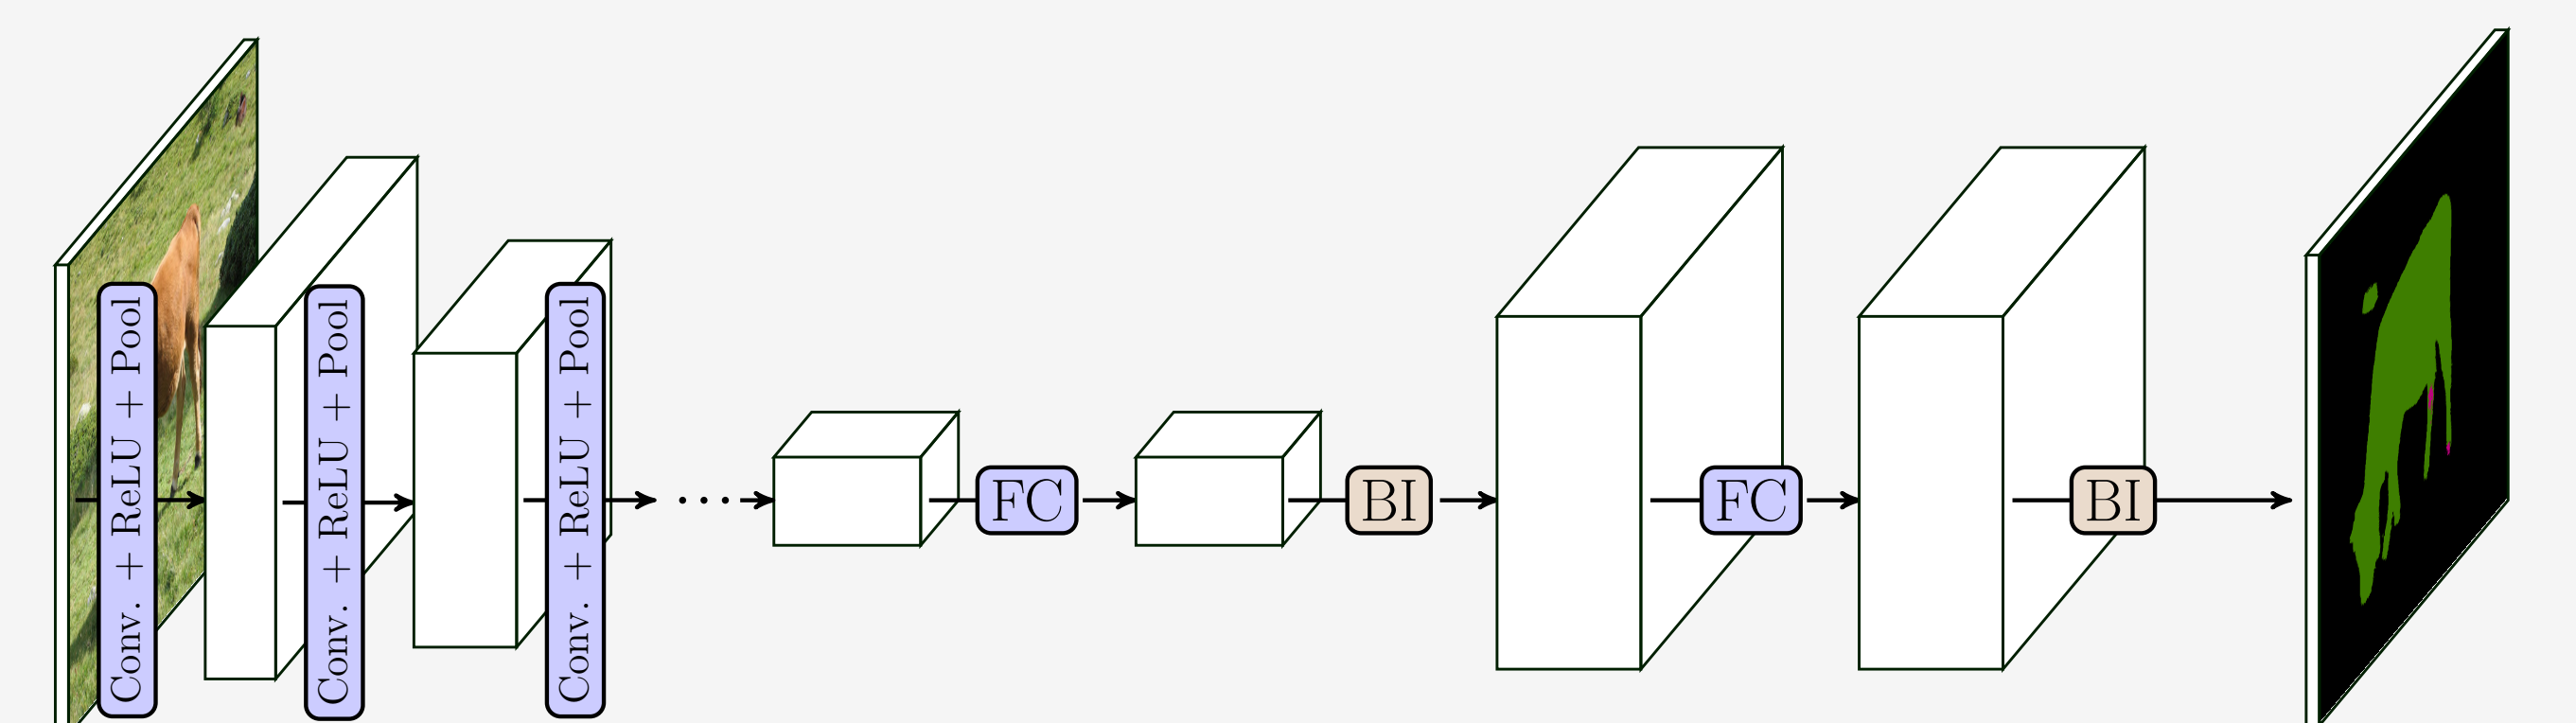 Conv. + ReLU + Pool
Conv. + ReLU + Pool
Conv. + ReLU + Pool
...
FC
BI
FC
BI